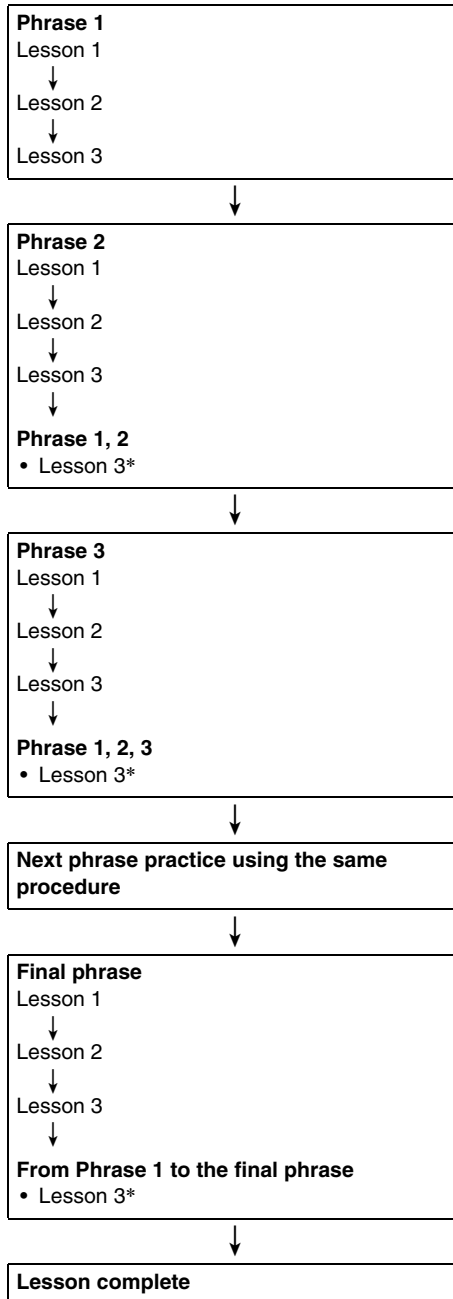 Phrase 1
Lesson 1
Lesson 2
Lesson 3
Phrase 2
Lesson 1
Lesson 2
Lesson 3
Phrase 1, 2
• Lesson 3*
Phrase 3
Lesson 1
Lesson 2
Lesson 3
Phrase 1, 2, 3
• Lesson 3*
Next phrase practice using the same
procedure
Final phrase
Lesson 1
Lesson 2
Lesson 3
From Phrase 1 to the final phrase
• Lesson 3*
Lesson complete